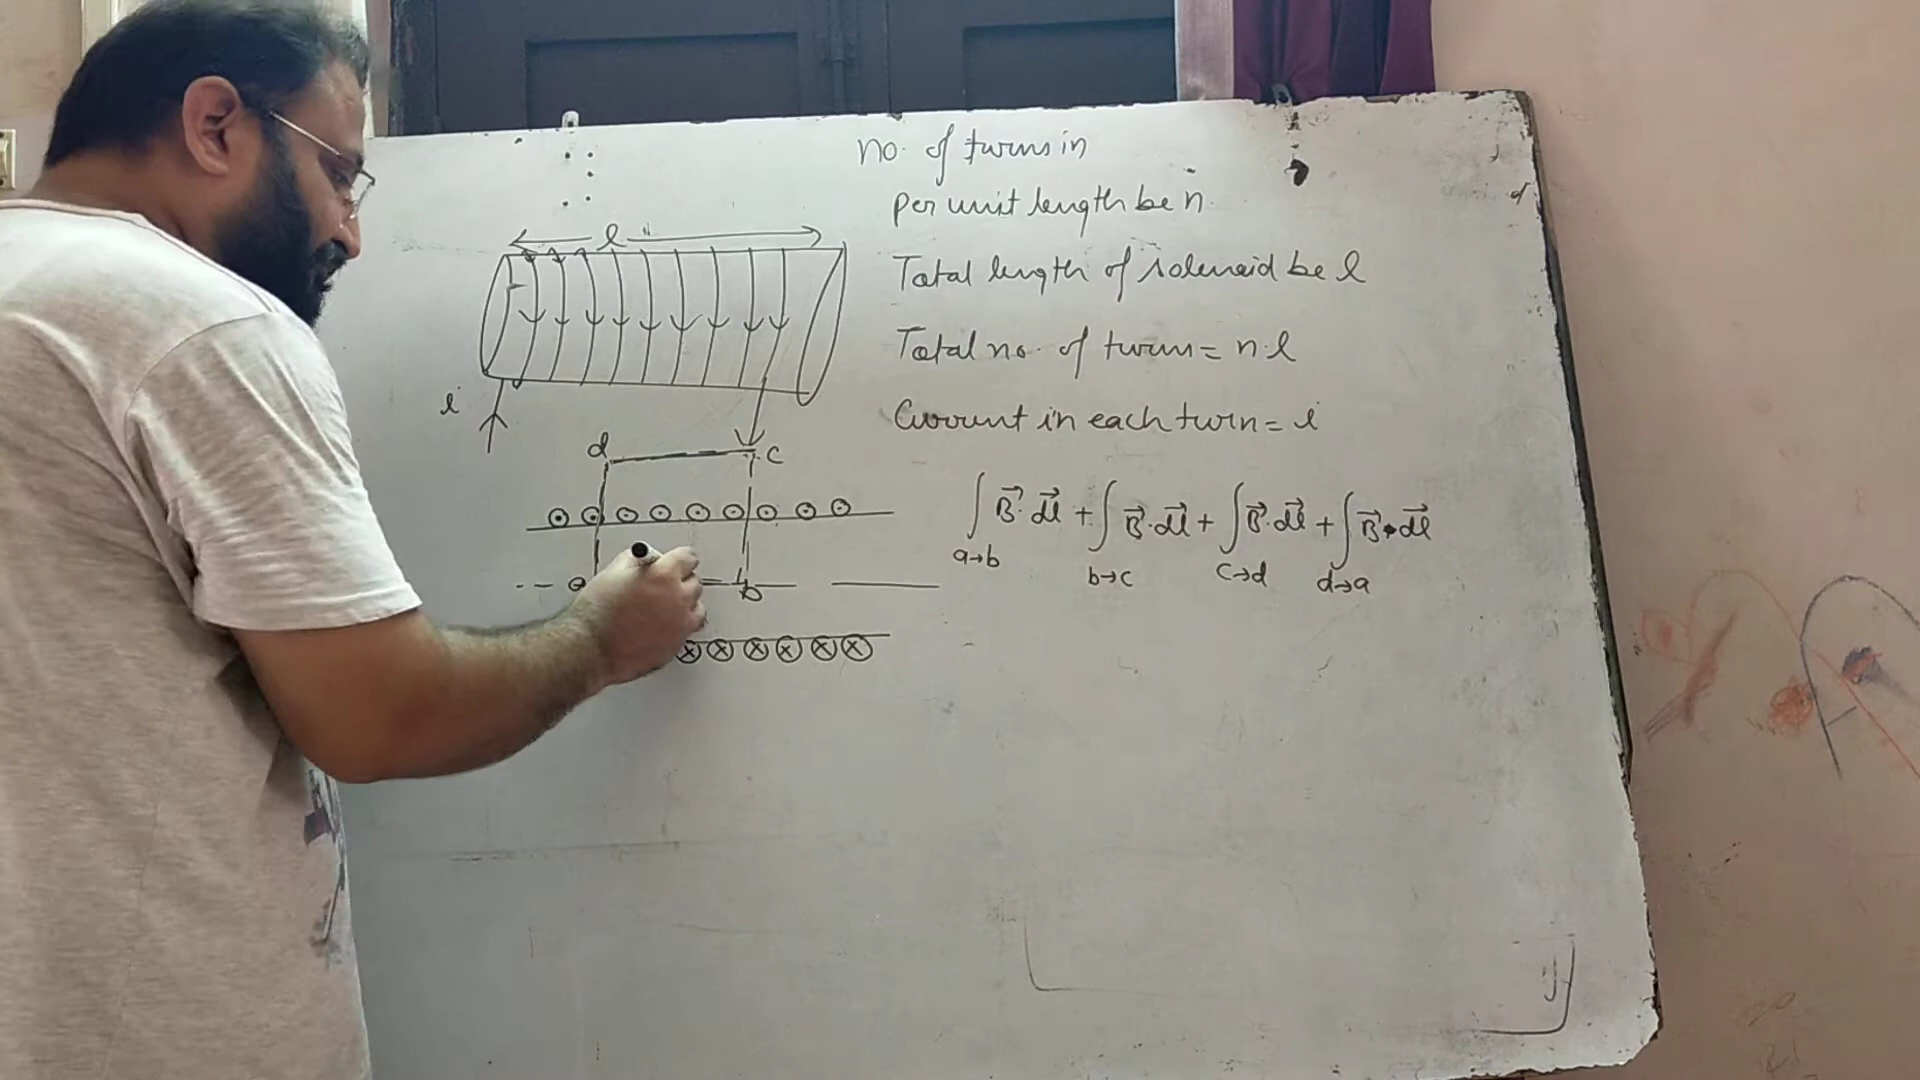 no. of turns in
per unit length be n
l
Total length of solenoid be l
Total no. of turn = n.l
i
Current in each turn = i
d c
⊙ ⊙ ⊙ ⊙ ⊙ ⊙ ⊙ ⊙ ⊙
∫ B⃗. dl⃗ + ∫ B⃗. dl⃗ + ∫ B⃗. dl⃗ + ∫ B⃗. dl⃗
a→b b→c c→d d→a
a b
⊗ ⊗ ⊗ ⊗ ⊗ ⊗